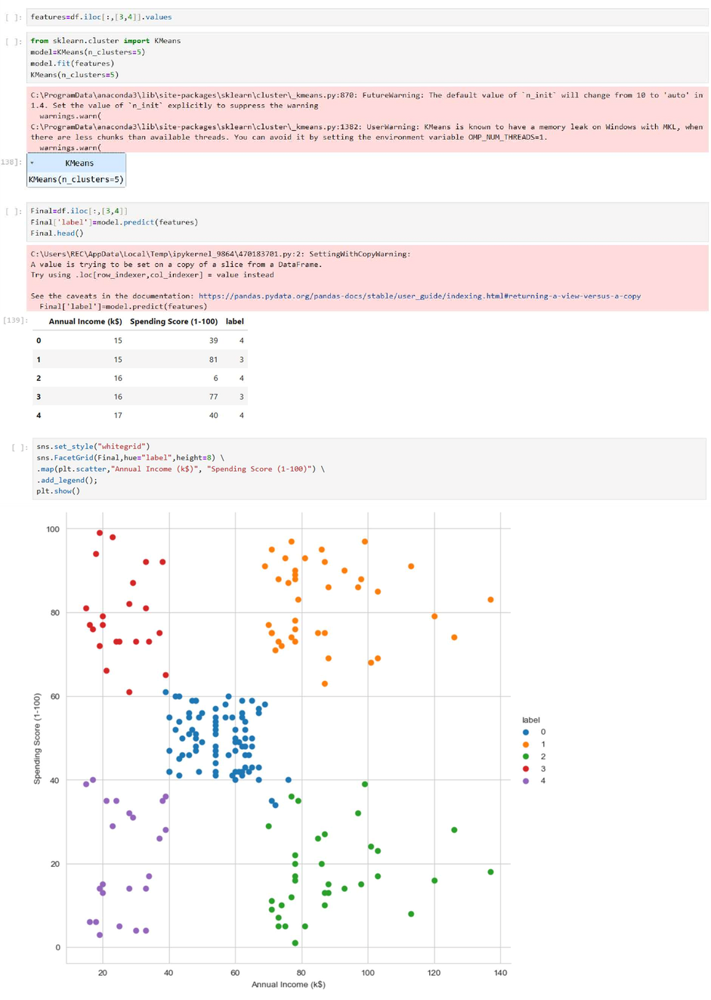 [ ]: features=df.iloc[:,[3,4]].values
[ ]: from sklearn.cluster import KMeans
model=KMeans(n_clusters=5)
model.fit(features)
KMeans(n_clusters=5)
C:\ProgramData\anaconda3\lib\site-packages\sklearn\cluster\_kmeans.py:870: FutureWarning: The default value of `n_init` will change from 10 to 'auto' in
1.4. Set the value of `n_init` explicitly to suppress the warning
warnings.warn(
C:\ProgramData\anaconda3\lib\site-packages\sklearn\cluster\_kmeans.py:1382: UserWarning: KMeans is known to have a memory leak on Windows with MKL, when
there are less chunks than available threads. You can avoid it by setting the environment variable OMP_NUM_THREADS=1.
warnings.warn(
138]: KMeans
KMeans(n_clusters=5)
[ ]: Final=df.iloc[:,[3,4]]
Final['label']=model.predict(features)
Final.head()
C:\Users\REC\AppData\Local\Temp\ipykernel_9864\470183701.py:2: SettingWithCopyWarning:
A value is trying to be set on a copy of a slice from a DataFrame.
Try using .loc[row_indexer,col_indexer] = value instead
See the caveats in the documentation: https://pandas.pydata.org/pandas-docs/stable/user_guide/indexing.html#returning-a-view-versus-a-copy
Final['label']=model.predict(features)
[139]: Annual Income (k$) Spending Score (1-100) label
0 15 39 4
1 15 81 3
2 16 6 4
3 16 77 3
4 17 40 4
[ ]: sns.set_style("whitegrid")
sns.FacetGrid(Final,hue="label",height=8) \
.map(plt.scatter,"Annual Income (k$)", "Spending Score (1-100)") \
.add_legend();
plt.show()
100
80
60
40
20
0
Spending Score (1-100)
20 40 60 80 100 120 140
Annual Income (k$)
label
0
1
2
3
4